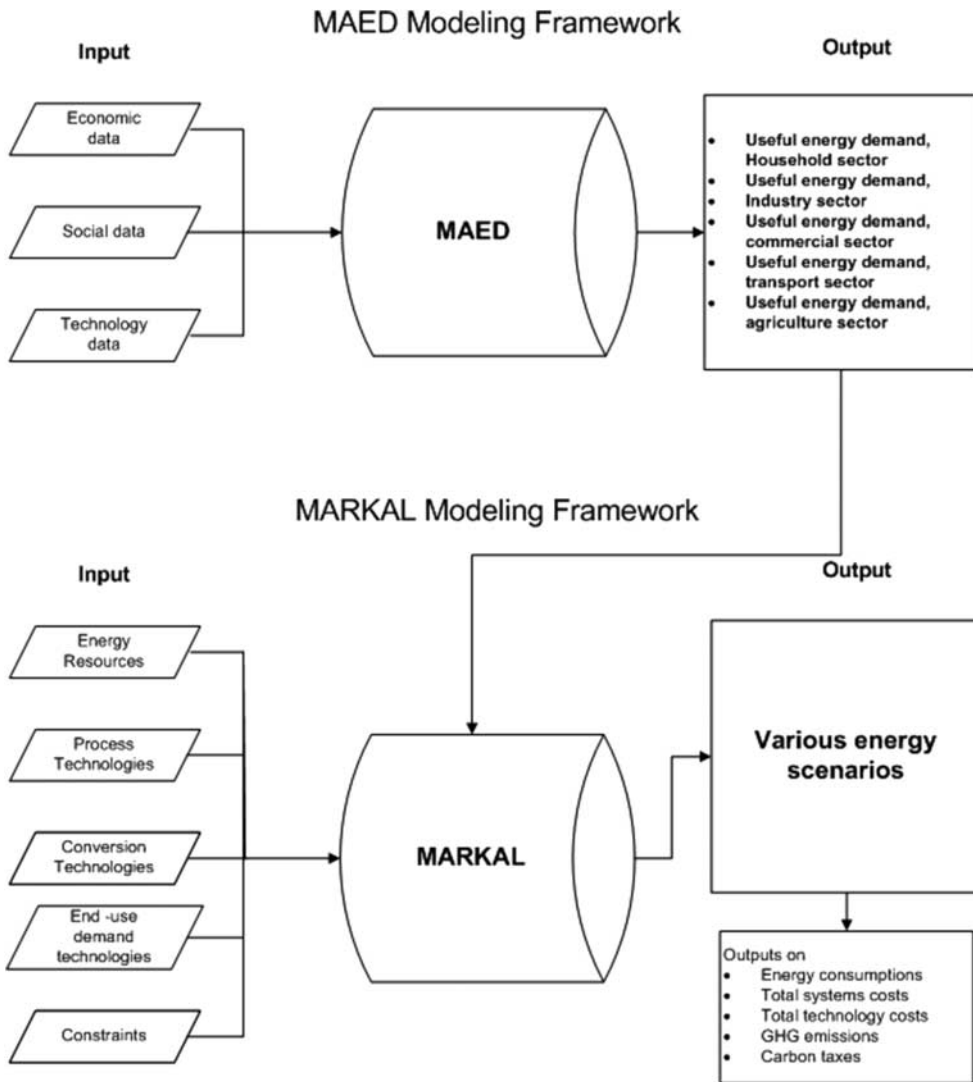 MAED Modeling Framework
Input
Output
Economic
data
Social data
Technology
data
MAED
• Useful energy demand,
Household sector
• Useful energy demand,
• Industry sector
• Useful energy demand,
commercial sector
• Useful energy demand,
transport sector
• Useful energy demand,
agriculture sector
MARKAL Modeling Framework
Input
Output
Energy
Resources
Process
Technologies
Conversion
Technologies
End -use
demand
technologies
Constraints
MARKAL
Various energy
scenarios
Outputs on
• Energy consumptions
• Total systems costs
• Total technology costs
• GHG emissions
• Carbon taxes